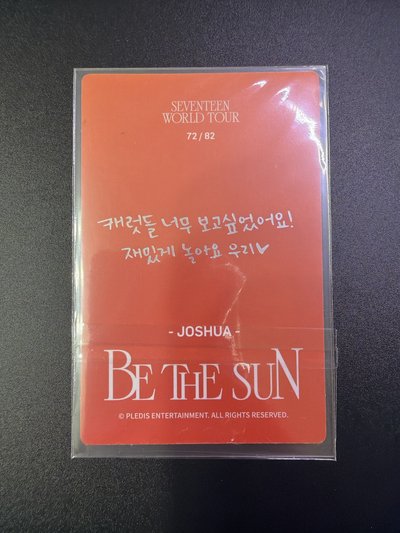 SEVENTEEN
WORLD TOUR
72 / 82
캐럿들 너무 보고싶었어요!
재밌게 놀아요 우리♡
- JOSHUA -
BE THE SUN
© PLEDIS ENTERTAINMENT. ALL RIGHTS RESERVED.